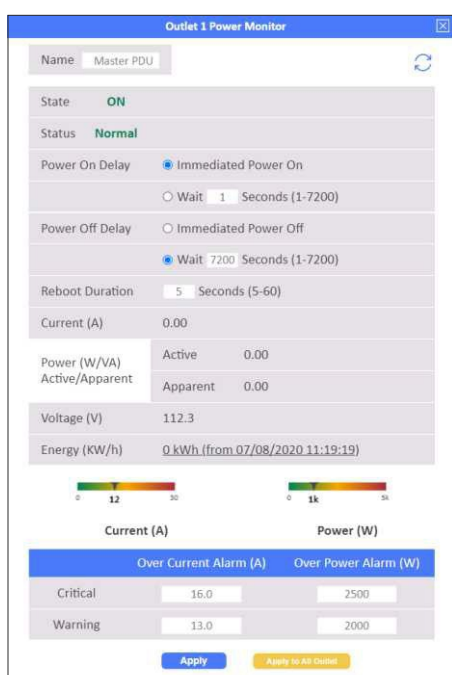 Outlet 1 Power Monitor
Name Master PDU
State ON
Status Normal
Power On Delay Immediated Power On
Wait 1 Seconds (1-7200)
Power Off Delay Immediated Power Off
Wait 7200 Seconds (1-7200)
Reboot Duration 5 Seconds (5-60)
Current (A) 0.00
Power (W/VA)
Active/Apparent
Active 0.00
Apparent 0.00
Voltage (V) 112.3
Energy (KW/h) 0 kWh (from 07/08/2020 11:19:19)
0 12 30 0 1k 5k
Current (A) Power (W)
Over Current Alarm (A) Over Power Alarm (W)
Critical 16.0 2500
Warning 13.0 2000
Apply Apply to All Outlet